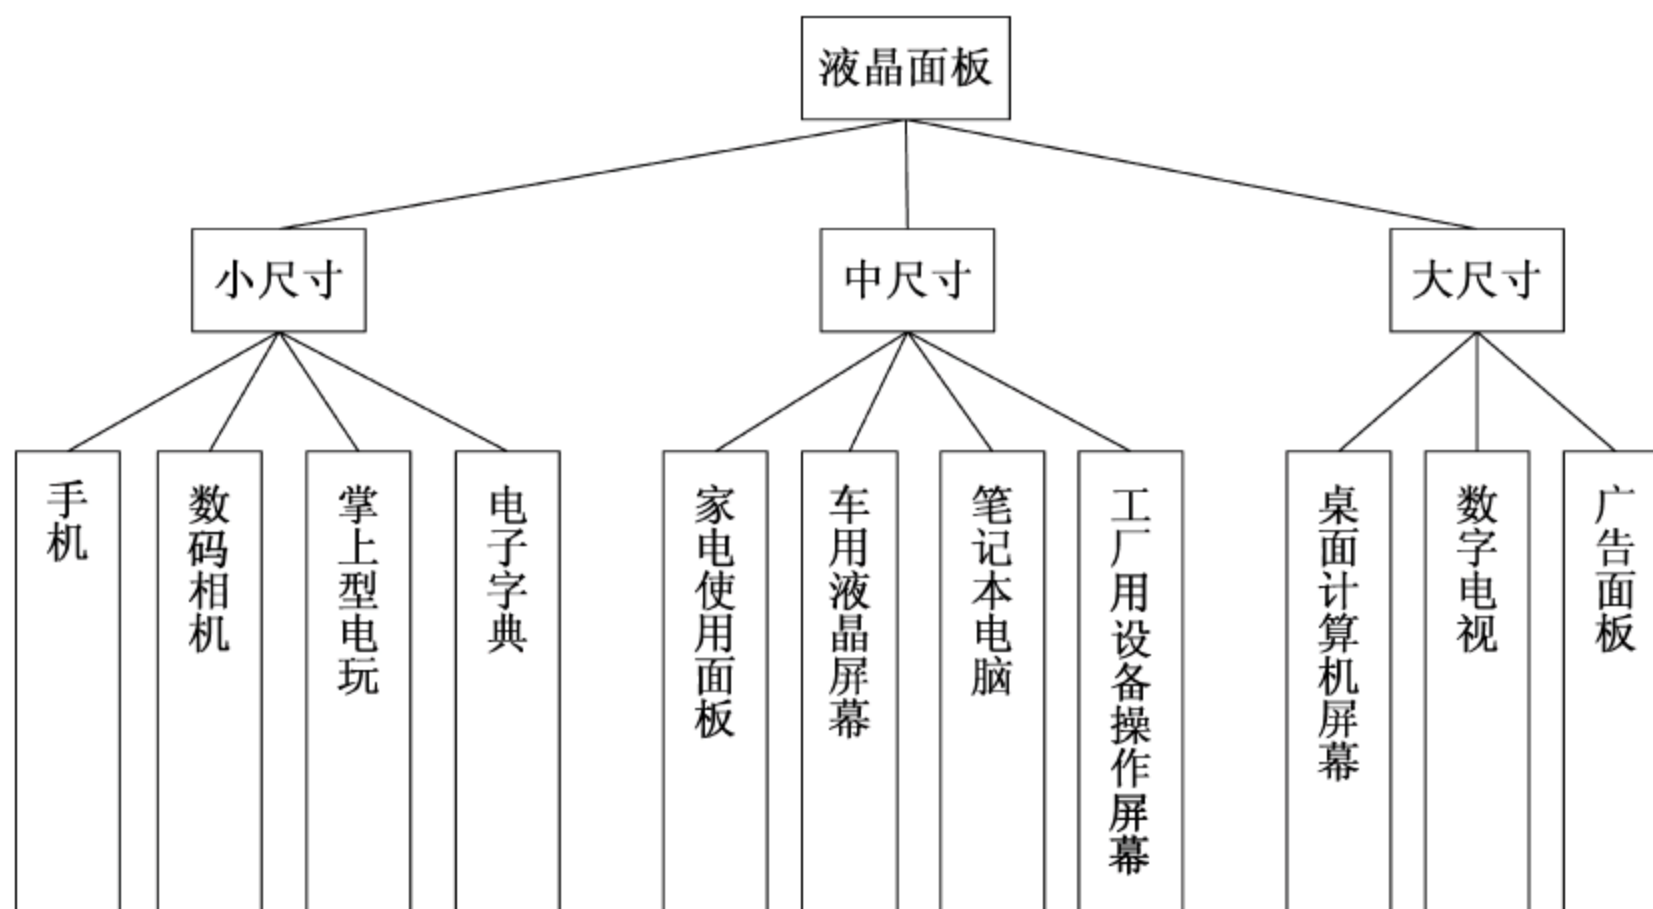 液晶面板
小尺寸
中尺寸
大尺寸
手机
数码相机
掌上型电玩
电子字典
家电使用面板
车用液晶屏幕
笔记本电脑
工厂用设备操作屏幕
桌面计算机屏幕
数字电视
广告面板